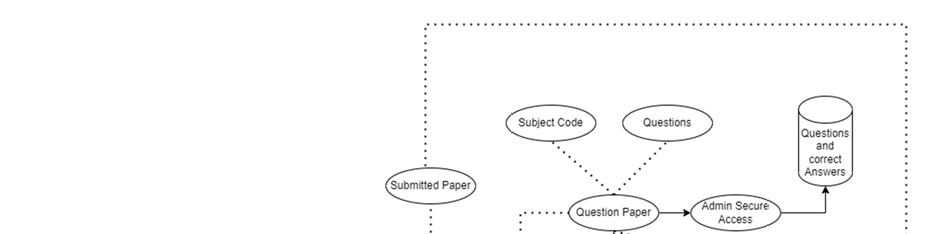 Subject Code
Questions
Questions
and
correct
Answers
Submitted Paper
Question Paper
Admin Secure
Access